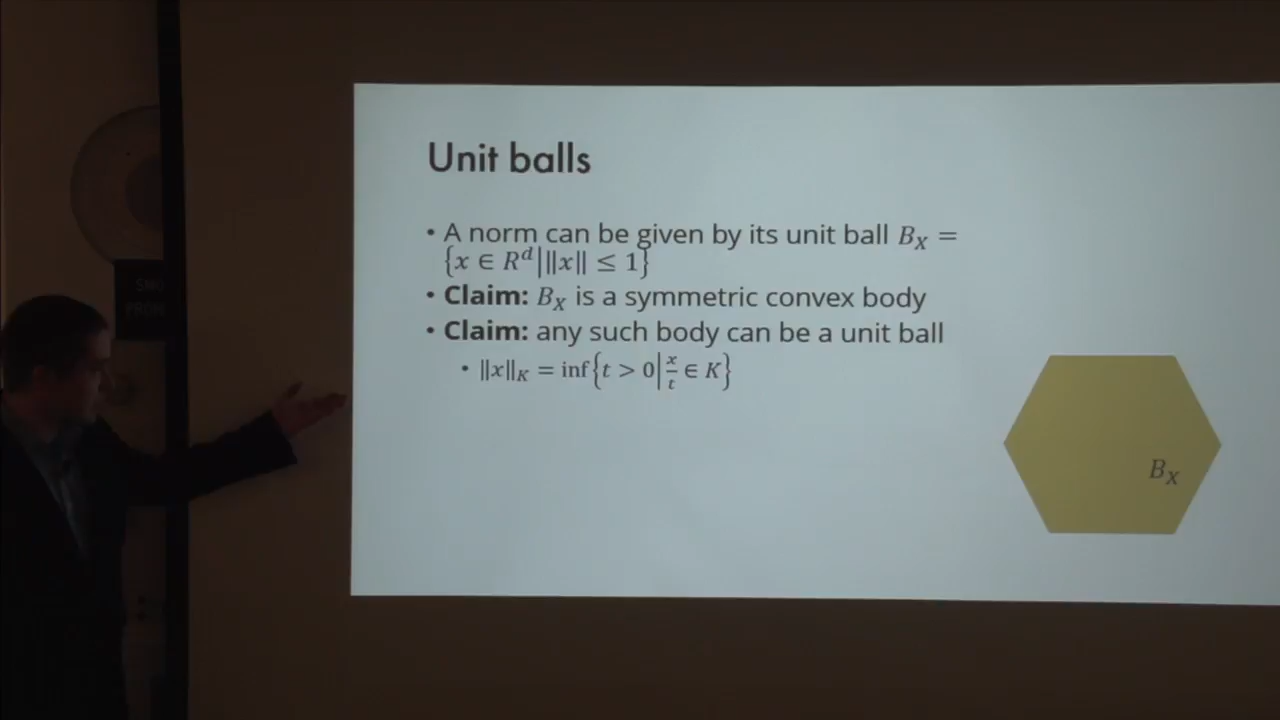 Unit balls
• A norm can be given by its unit ball B_X =
{x ∈ R^d | ‖x‖ ≤ 1}
• Claim: B_X is a symmetric convex body
• Claim: any such body can be a unit ball
• ‖x‖_K = inf{t > 0 | x/t ∈ K}
B_X